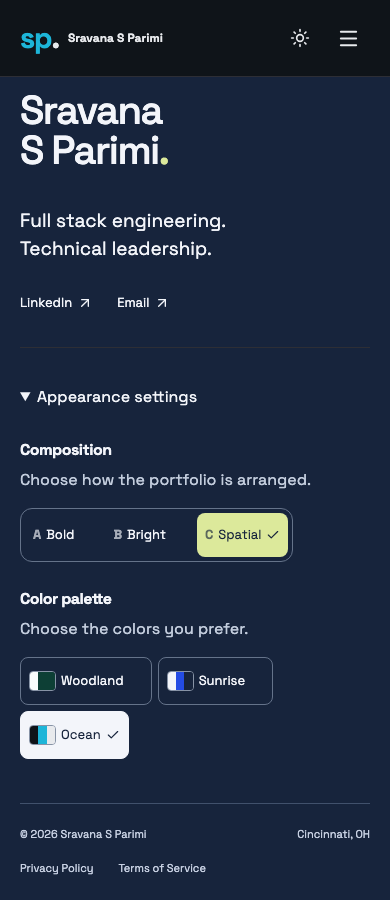 sp. Sravana S Parimi
Sravana
S Parimi.
Full stack engineering.
Technical leadership.
LinkedIn Email
Appearance settings
Composition
Choose how the portfolio is arranged.
A Bold B Bright C Spatial
Color palette
Choose the colors you prefer.
Woodland Sunrise
Ocean
© 2026 Sravana S Parimi Cincinnati, OH
Privacy Policy Terms of Service